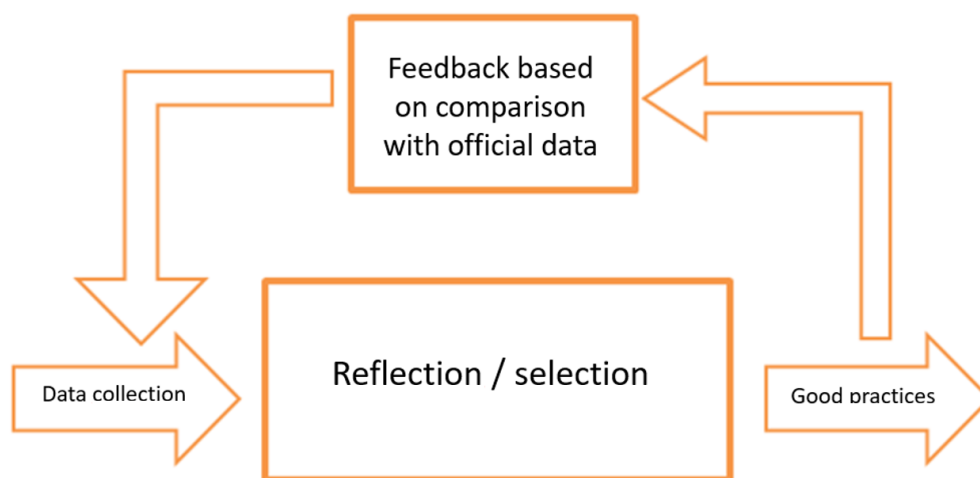 Feedback based
on comparison
with official data
Reflection / selection
Data collection
Good practices